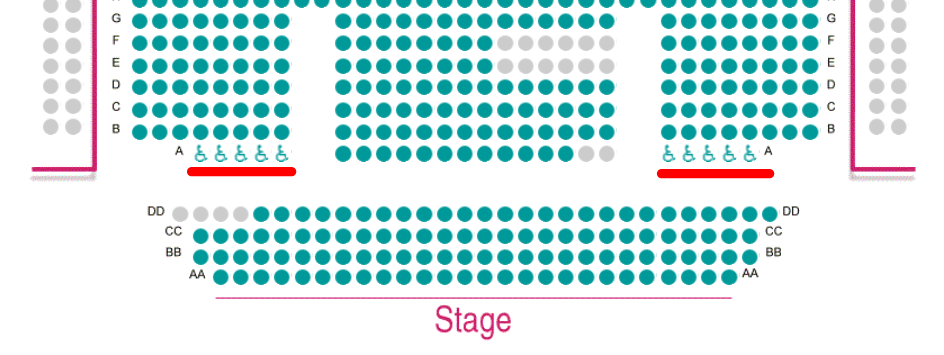 G G
F F
E E
D D
C C
B B
A A
DD DD
CC CC
BB BB
AA AA
Stage